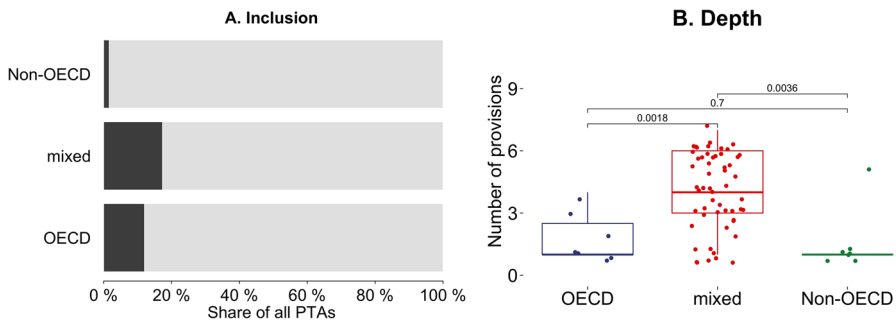 A. Inclusion
Non-OECD
mixed
OECD
0 % 20 % 40 % 60 % 80 % 100 %
Share of all PTAs
B. Depth
Number of provisions
9
6
3
0
0.0036
0.7
0.0018
OECD mixed Non-OECD